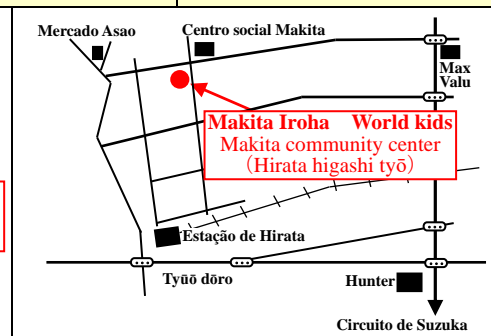 Mercado Asao
Centro social Makita
Max
Valu
Makita Iroha World kids
Makita community center
(Hirata higashi tyō)
Estação de Hirata
Tyūō dōro
Hunter
Circuito de Suzuka